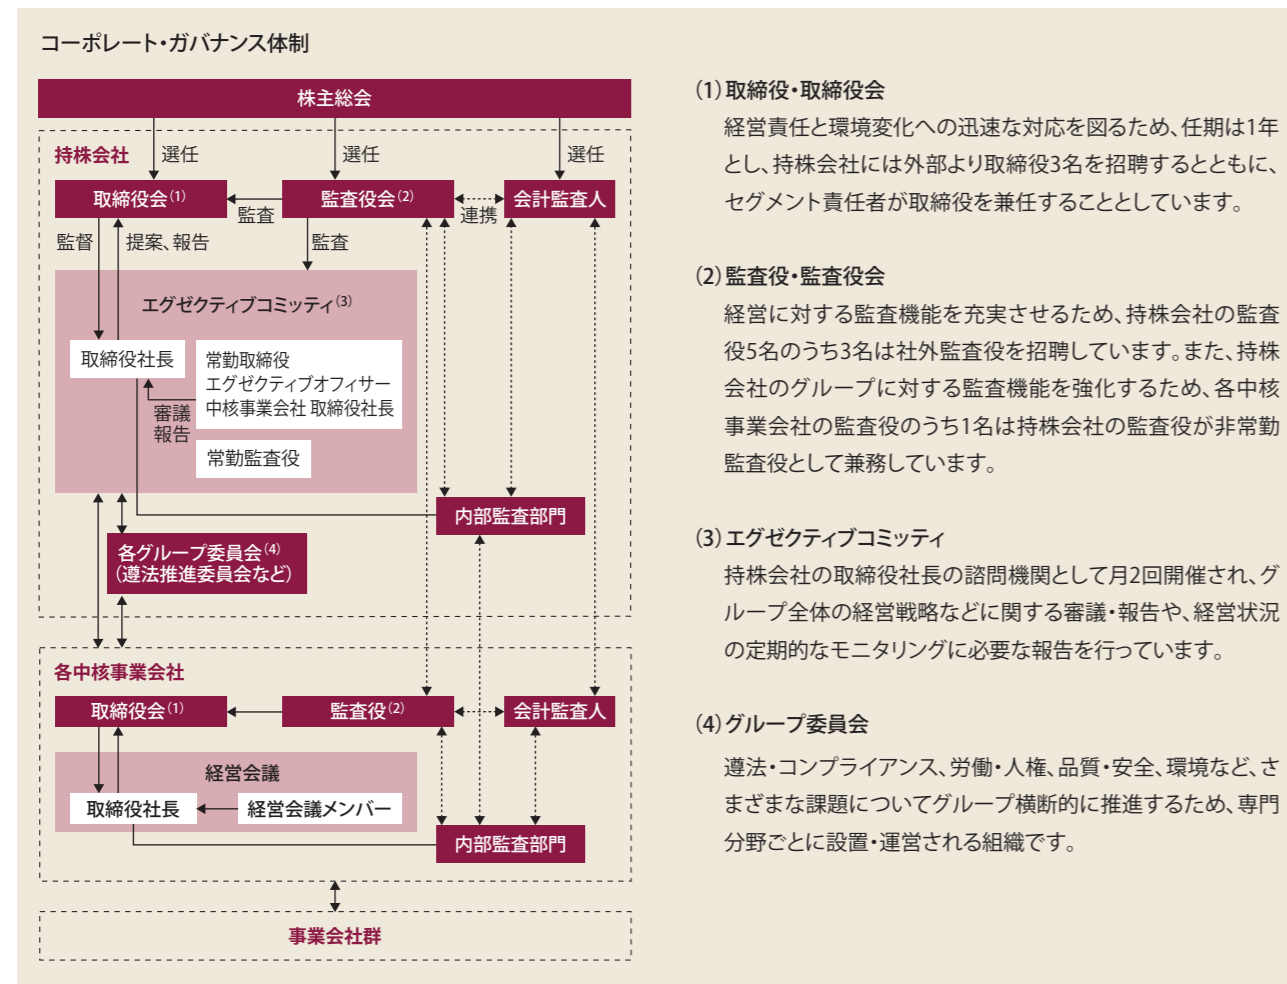 コーポレート・ガバナンス体制
株主総会
持株会社
選任
選任
選任
取締役会(1)
監査
監査役会(2)
連携
会計監査人
監督
提案、報告
監査
エグゼクティブコミッティ(3)
取締役社長
常勤取締役
エグゼクティブオフィサー
中核事業会社 取締役社長
審議
報告
常勤監査役
内部監査部門
各グループ委員会(4)
(遵法推進委員会など)
各中核事業会社
取締役会(1)
監査役(2)
会計監査人
経営会議
取締役社長
経営会議メンバー
内部監査部門
事業会社群
(1)取締役・取締役会
経営責任と環境変化への迅速な対応を図るため、任期は1年
とし、持株会社には外部より取締役3名を招聘するとともに、
セグメント責任者が取締役を兼任することとしています。
(2)監査役・監査役会
経営に対する監査機能を充実させるため、持株会社の監査
役5名のうち3名は社外監査役を招聘しています。また、持株
会社のグループに対する監査機能を強化するため、各中核
事業会社の監査役のうち1名は持株会社の監査役が非常勤
監査役として兼務しています。
(3)エグゼクティブコミッティ
持株会社の取締役社長の諮問機関として月2回開催され、グ
ループ全体の経営戦略などに関する審議・報告や、経営状況
の定期的なモニタリングに必要な報告を行っています。
(4)グループ委員会
遵法・コンプライアンス、労働・人権、品質・安全、環境など、さ
まざまな課題についてグループ横断的に推進するため、専門
分野ごとに設置・運営される組織です。